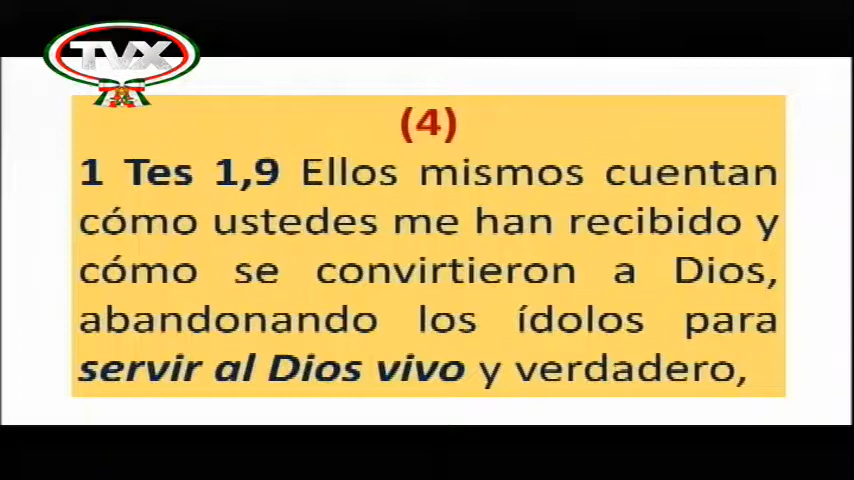 TVX
(4)
1 Tes 1,9 Ellos mismos cuentan
cómo ustedes me han recibido y
cómo se convirtieron a Dios,
abandonando los ídolos para
servir al Dios vivo y verdadero,